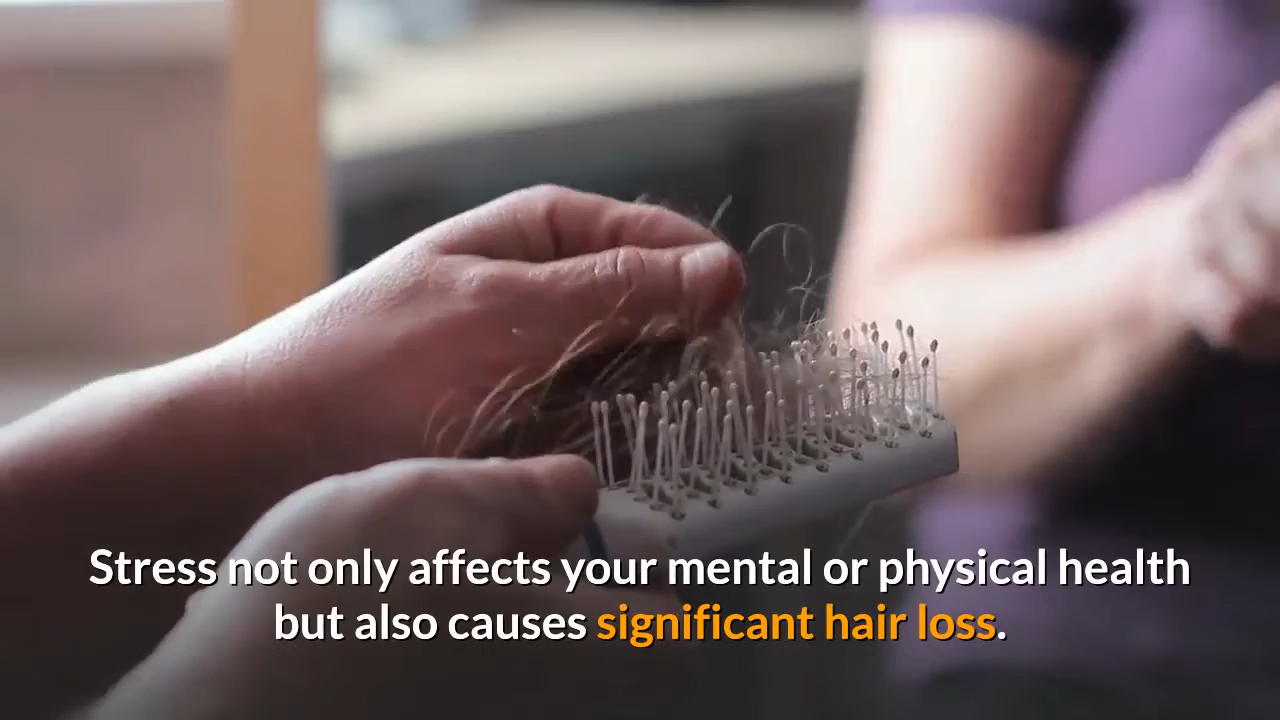 Stress not only affects your mental or physical health
but also causes significant hair loss.